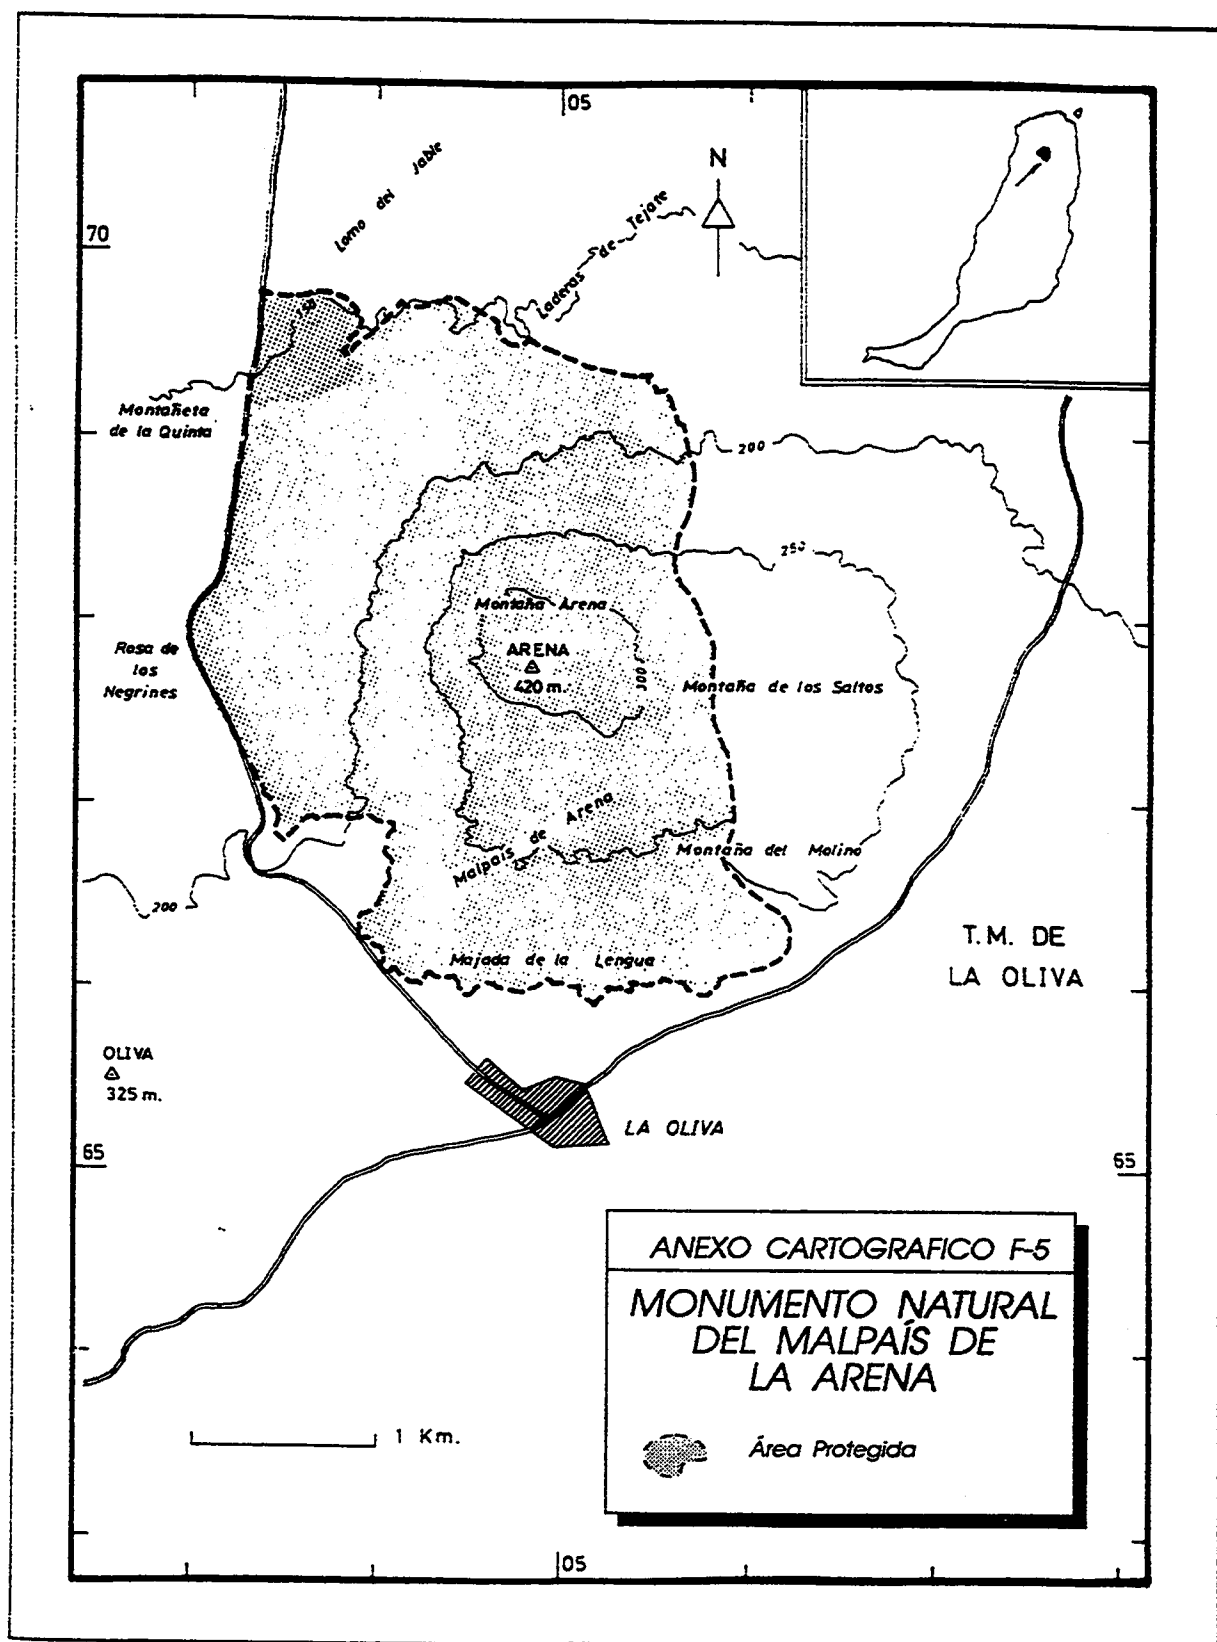 05
Lomo del Jable
N
Laderas de Tejate
70
150
Montañeta
de la Quinta
200
250
Montaña Arena
Rosa de
los
Negrines
ARENA
420 m.
300
Montaña de los Saltos
Malpaís de Arena
Montaña del Molino
200
T.M. DE
LA OLIVA
Majada de la Lengua
OLIVA
325 m.
LA OLIVA
65
65
ANEXO CARTOGRAFICO F-5
MONUMENTO NATURAL
DEL MALPAÍS DE
LA ARENA
1 Km.
Área Protegida
05